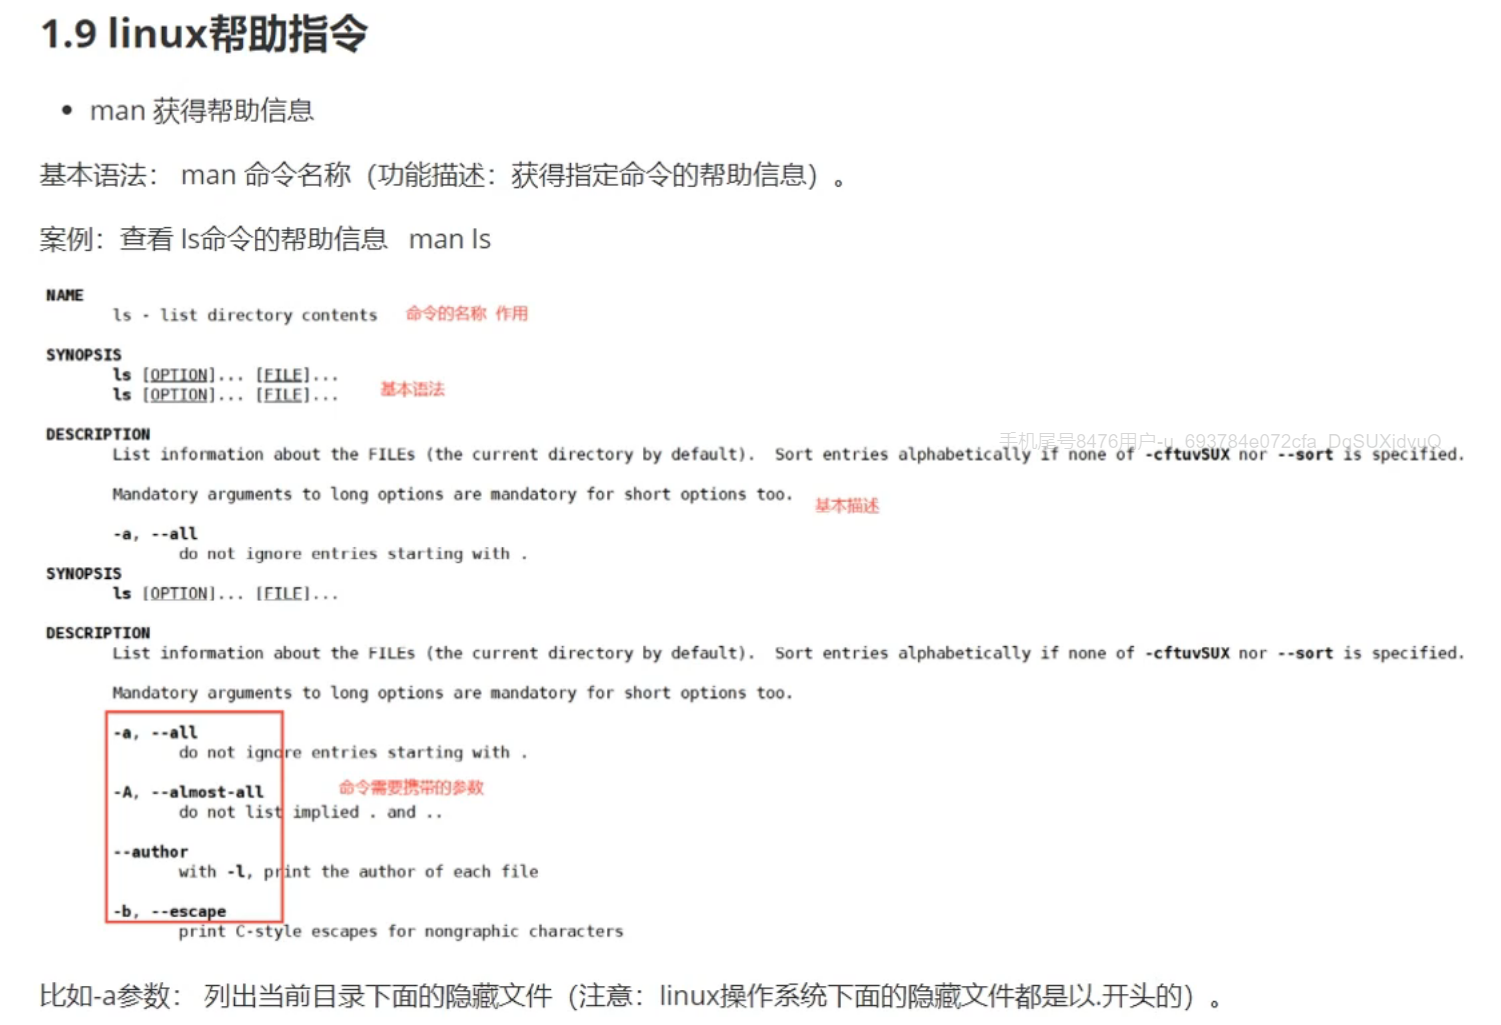 1.9 linux帮助指令
• man 获得帮助信息
基本语法： man 命令名称（功能描述：获得指定命令的帮助信息）。
案例：查看 ls命令的帮助信息 man ls
NAME
ls - list directory contents 命令的名称 作用
SYNOPSIS
ls [OPTION]... [FILE]...
ls [OPTION]... [FILE]... 基本语法
手机尾号8476用户-u_693784e072cfa_DgSUXidvuQ
DESCRIPTION
List information about the FILEs (the current directory by default). Sort entries alphabetically if none of -cftuvSUX nor --sort is specified.
Mandatory arguments to long options are mandatory for short options too. 基本描述
-a, --all
do not ignore entries starting with .
SYNOPSIS
ls [OPTION]... [FILE]...
DESCRIPTION
List information about the FILEs (the current directory by default). Sort entries alphabetically if none of -cftuvSUX nor --sort is specified.
Mandatory arguments to long options are mandatory for short options too.
-a, --all
do not ignore entries starting with .
-A, --almost-all 命令需要携带的参数
do not list implied . and ..
--author
with -l, print the author of each file
-b, --escape
print C-style escapes for nongraphic characters
比如-a参数： 列出当前目录下面的隐藏文件（注意：linux操作系统下面的隐藏文件都是以.开头的）。